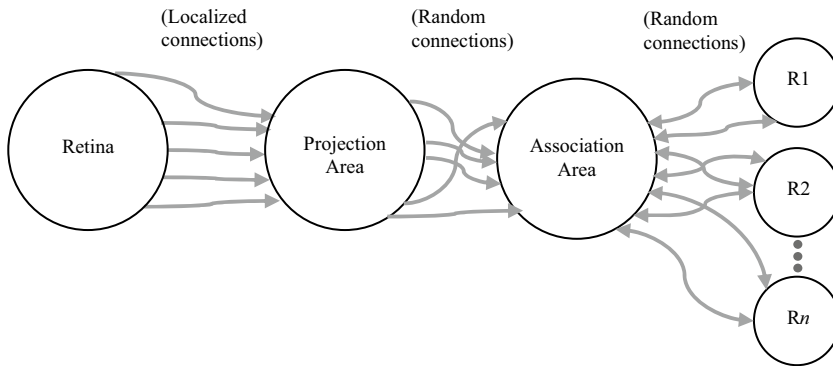 (Localized
connections)
(Random
connections)
(Random
connections)
Retina
Projection
Area
Association
Area
R1
R2
Rn